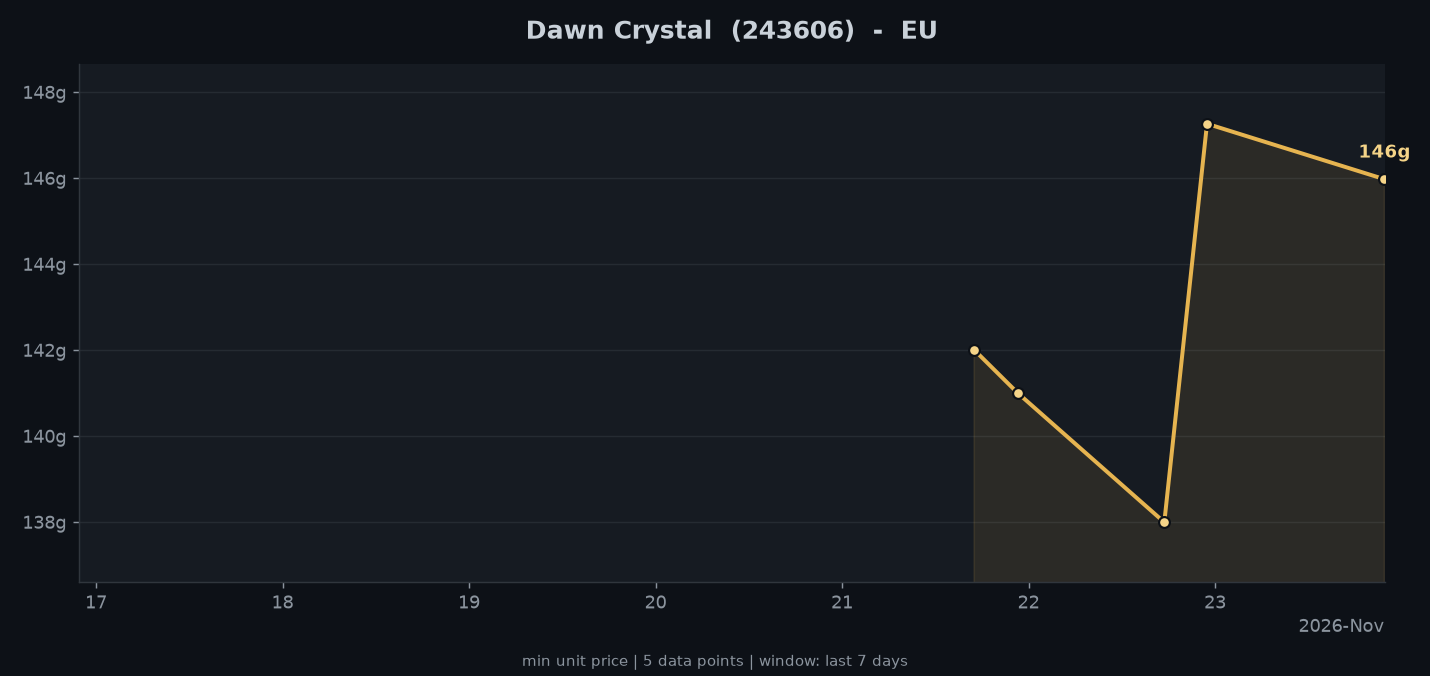 Dawn Crystal  (243606)  -  EU
148g
146g
146g
144g
142g
140g
138g
17 18 19 20 21 22 23
2026-Nov
min unit price | 5 data points | window: last 7 days